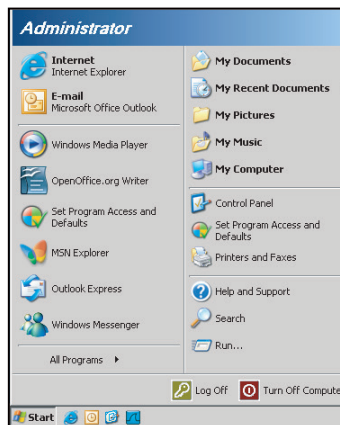 Administrator
Internet
Internet Explorer
E-mail
Microsoft Office Outlook
Windows Media Player
OpenOffice.org Writer
Set Program Access and
Defaults
MSN Explorer
Outlook Express
Windows Messenger
All Programs
My Documents
My Recent Documents
My Pictures
My Music
My Computer
Control Panel
Set Program Access and
Defaults
Printers and Faxes
Help and Support
Search
Run...
Log Off
Turn Off Compute
Start